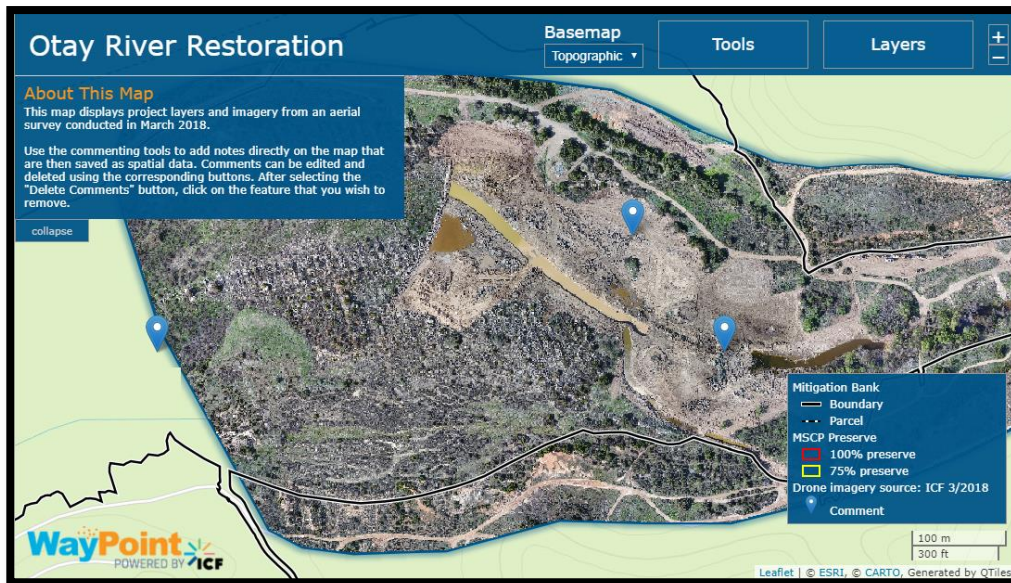 Otay River Restoration
Basemap
Topographic
Tools
Layers
+
−
About This Map
This map displays project layers and imagery from an aerial
survey conducted in March 2018.
Use the commenting tools to add notes directly on the map that
are then saved as spatial data. Comments can be edited and
deleted using the corresponding buttons. After selecting the
"Delete Comments" button, click on the feature that you wish to
remove.
collapse
Mitigation Bank
Boundary
Parcel
MSCP Preserve
100% preserve
75% preserve
Drone imagery source: ICF 3/2018
Comment
WayPoint
POWERED BY ICF
100 m
300 ft
Leaflet | © ESRI, © CARTO, Generated by QTiles